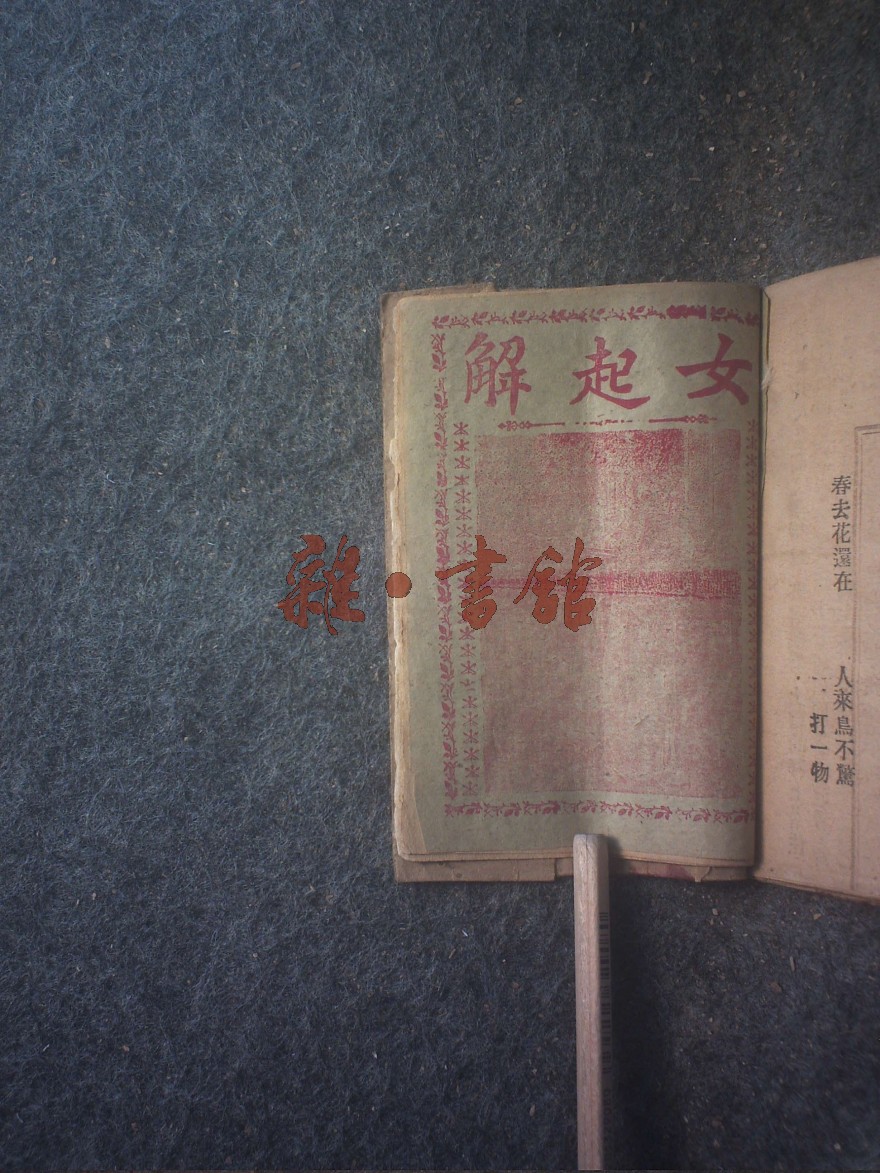 女起解
春去花還在
人來鳥不驚
打一物
雜·書館